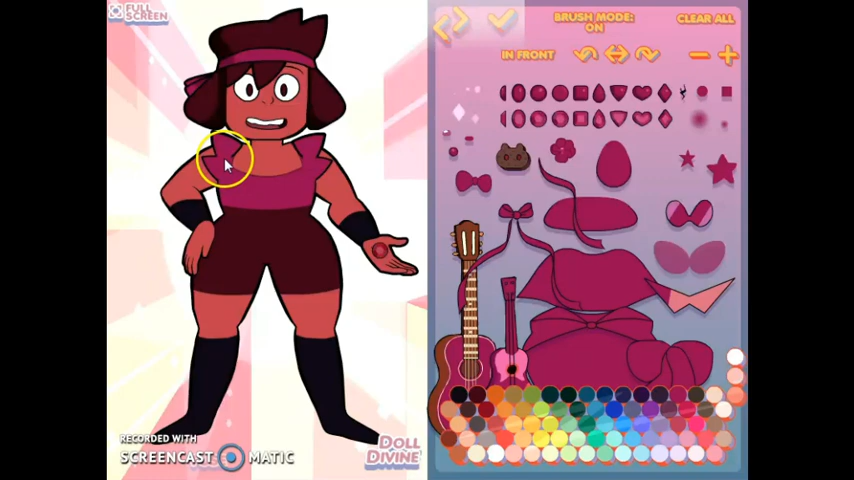 FULL
SCREEN
BRUSH MODE:
ON
CLEAR ALL
IN FRONT
RECORDED WITH
SCREENCAST MATIC
DOLL
DIVINE